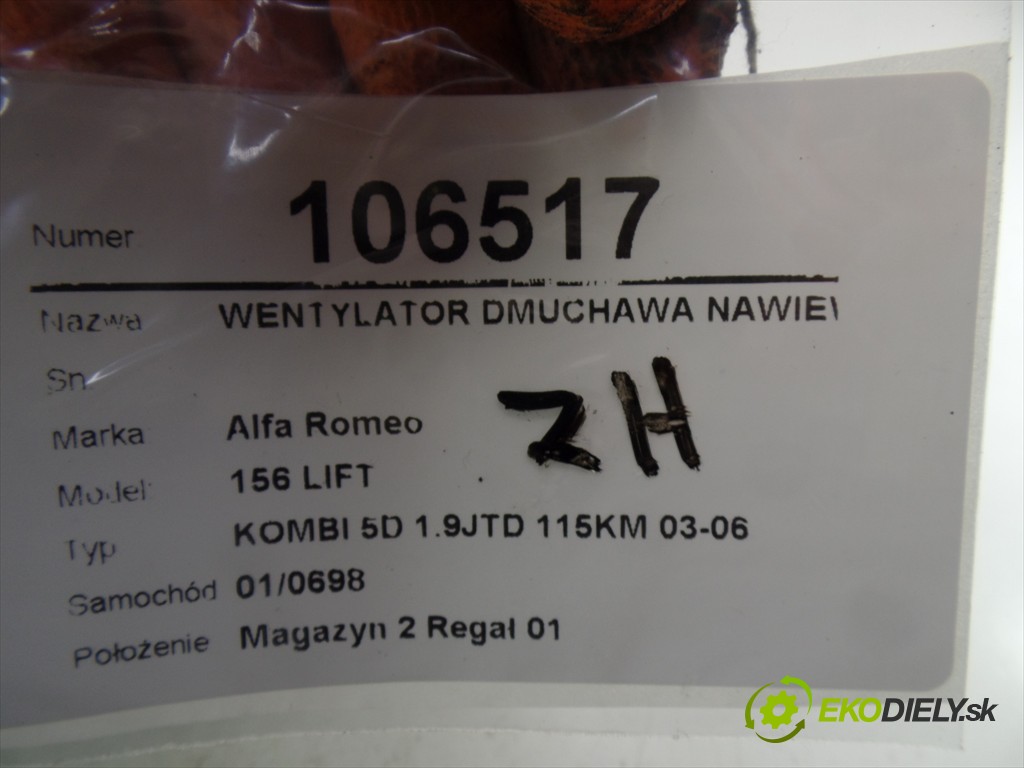 Numer 106517
Nazwa WENTYLATOR DMUCHAWA NAWIEW
Sn
Marka Alfa Romeo
ZH
Model 156 LIFT
Typ KOMBI 5D 1.9JTD 115KM 03-06
Samochód 01/0698
Położenie Magazyn 2 Regał 01
EKODIELY.sk